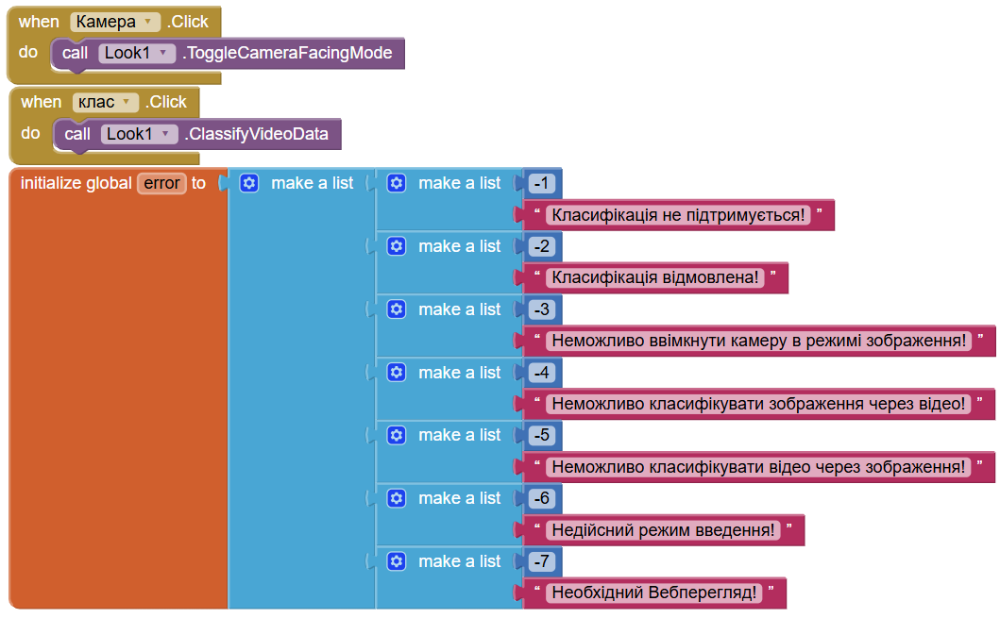 when Камера .Click
do call Look1 .ToggleCameraFacingMode
when клас .Click
do call Look1 .ClassifyVideoData
initialize global error to make a list make a list -1
“ Класифікація не підтримується! ”
make a list -2
“ Класифікація відмовлена! ”
make a list -3
“ Неможливо ввімкнути камеру в режимі зображення! ”
make a list -4
“ Неможливо класифікувати зображення через відео! ”
make a list -5
“ Неможливо класифікувати відео через зображення! ”
make a list -6
“ Недійсний режим введення! ”
make a list -7
“ Необхідний Вебперегляд! ”